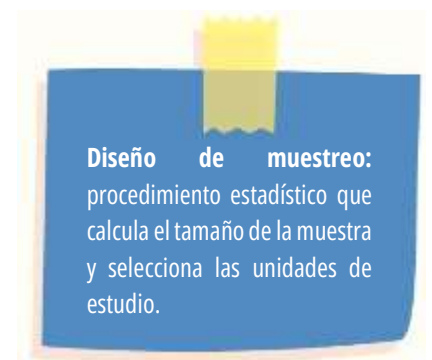 Diseño de muestreo:
procedimiento estadístico que
calcula el tamaño de la muestra
y selecciona las unidades de
estudio.